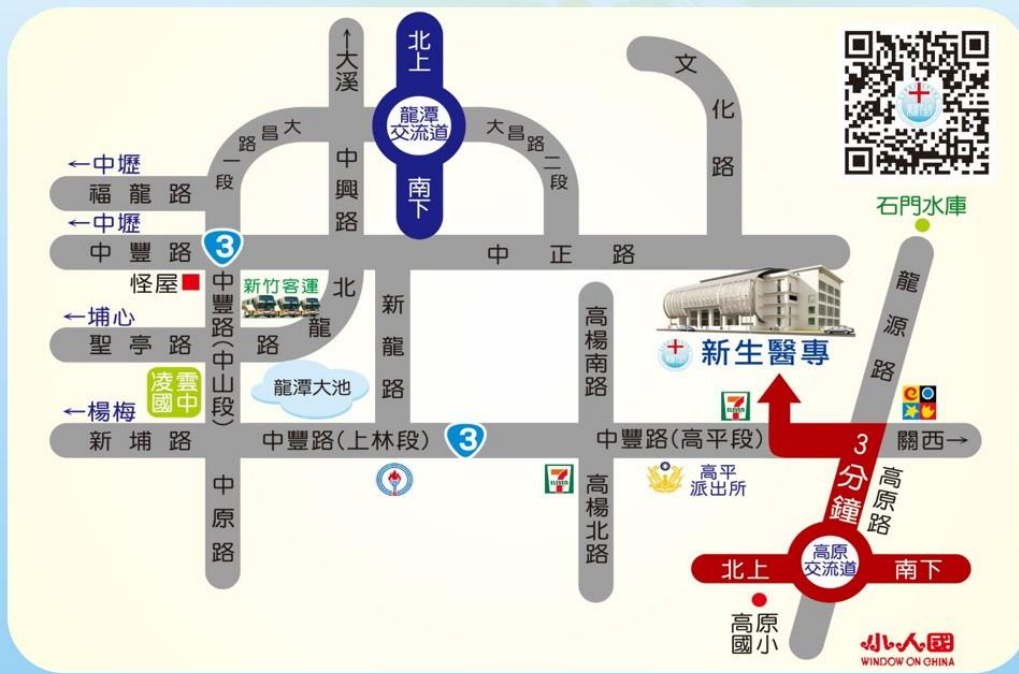 北上
龍潭
交流道
南下
←大溪
中興路
北龍路
大昌路一段
大昌路二段
文化路
←中壢
福龍路
←中壢
中豐路
3
中正路
石門水庫
龍源路
怪屋
中豐路(中山段)
新竹客運
新龍路
高楊南路
新生醫專
←埔心
聖亭路
凌雲
國中
龍潭大池
←楊梅
新埔路
中豐路(上林段)
3
7
ELEVEN
中豐路(高平段)
關西→
7
ELEVEN
高平
派出所
中原路
高楊北路
3分鐘
高原路
高原
交流道
北上
南下
高原
國小
小人國
WINDOW ON CHINA